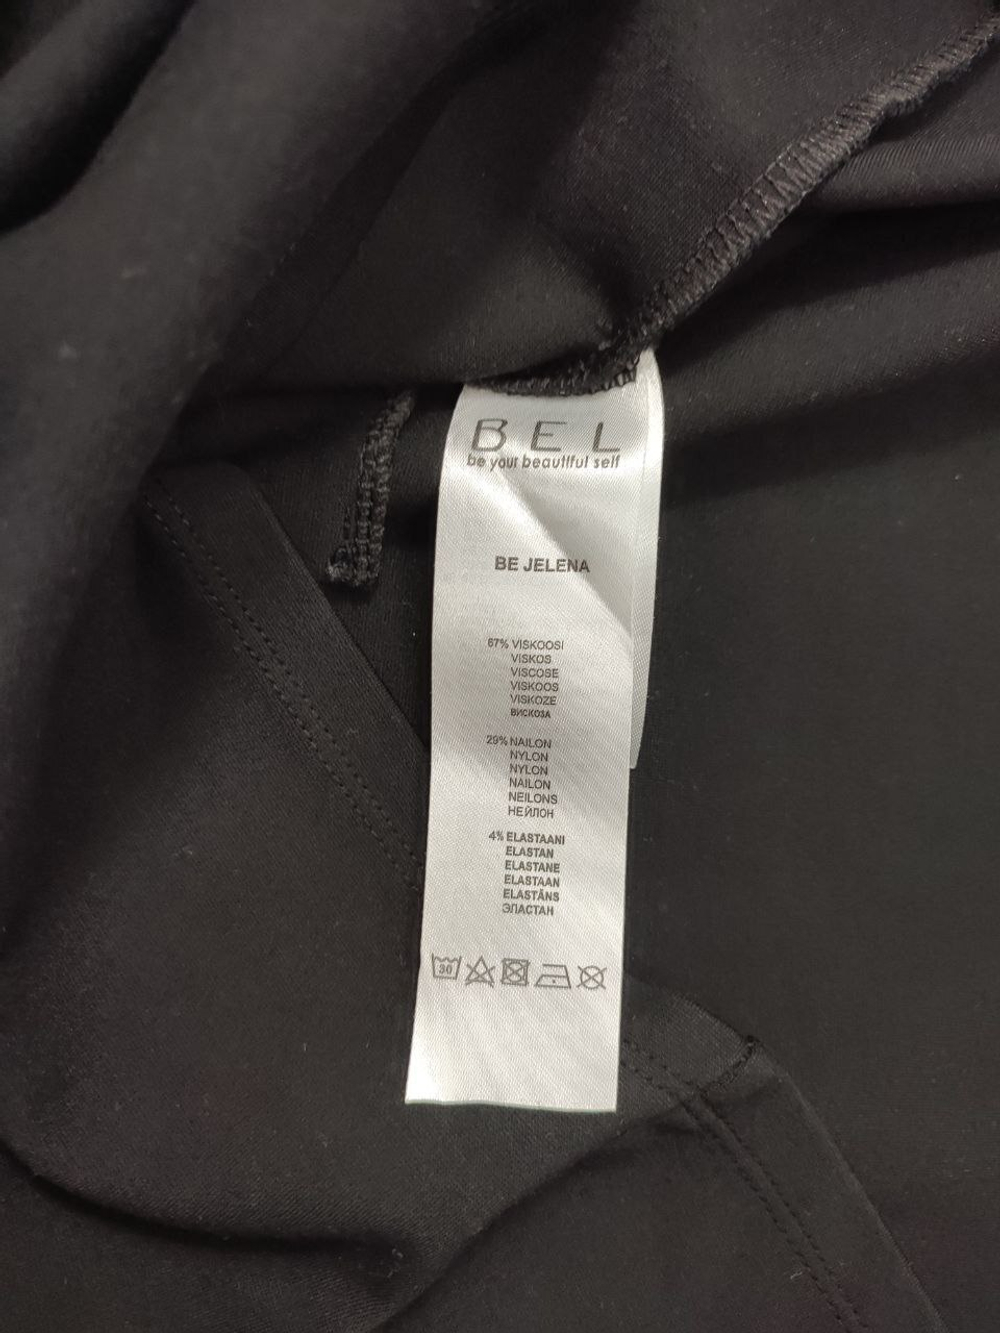 BEL
be your beautiful self
BE JELENA
67% VISKOOSI
VISKOS
VISCOSE
VISKOOS
VISKOZE
ВИСКОЗА
29% NAILON
NYLON
NYLON
NAILON
NEILONS
НЕЙЛОН
4% ELASTAANI
ELASTAN
ELASTANE
ELASTAAN
ELASTĀNS
ЭЛАСТАН
30